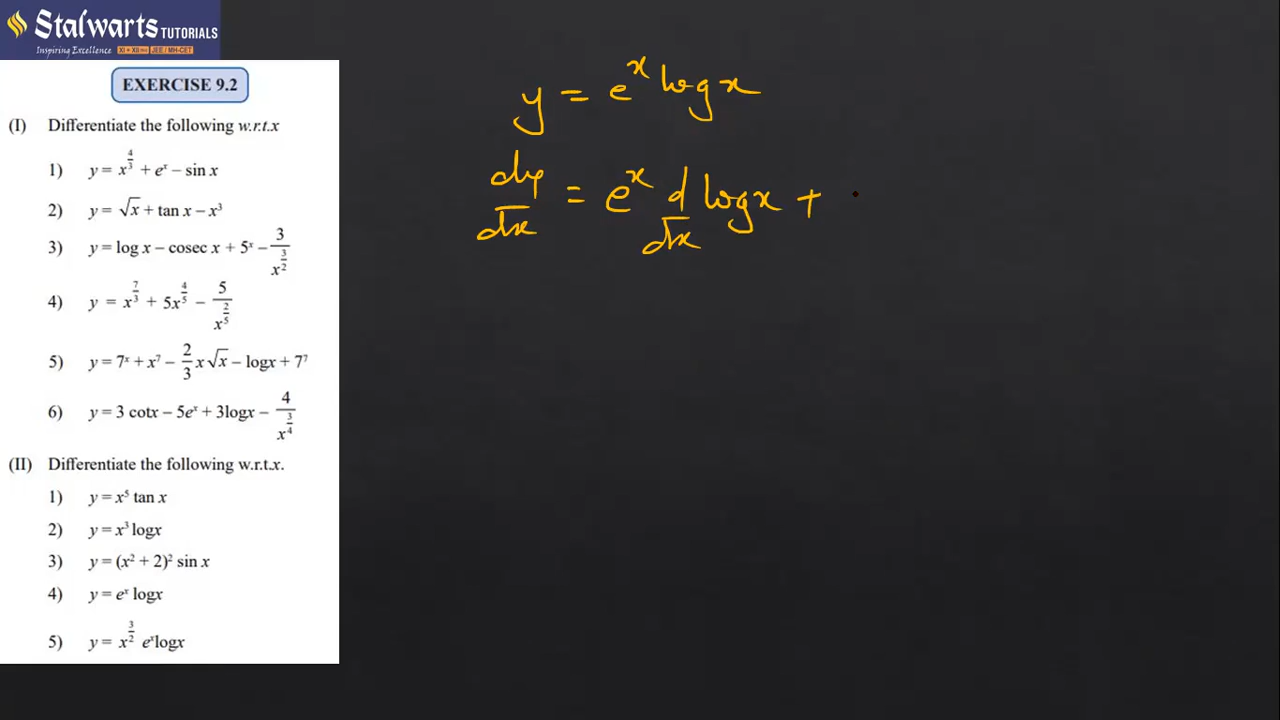 Stalwarts TUTORIALS
Inspiring Excellence XI + XII (Sci) JEE / MH-CET
EXERCISE 9.2
(I) Differentiate the following w.r.t.x
1) y = x^(4/3) + e^x − sin x
2) y = √x + tan x − x^3
3) y = log x − cosec x + 5^x − 3/x^(3/2)
4) y = x^(7/3) + 5x^(4/5) − 5/x^(2/5)
5) y = 7^x + x^7 − 2/3 x√x − logx + 7^7
6) y = 3 cotx − 5e^x + 3logx − 4/x^(3/4)
(II) Differentiate the following w.r.t.x.
1) y = x^5 tan x
2) y = x^3 logx
3) y = (x^2 + 2)^2 sin x
4) y = e^x logx
5) y = x^(3/2) e^x logx
y = e^x log x
dy/dx = e^x d/dx log x +